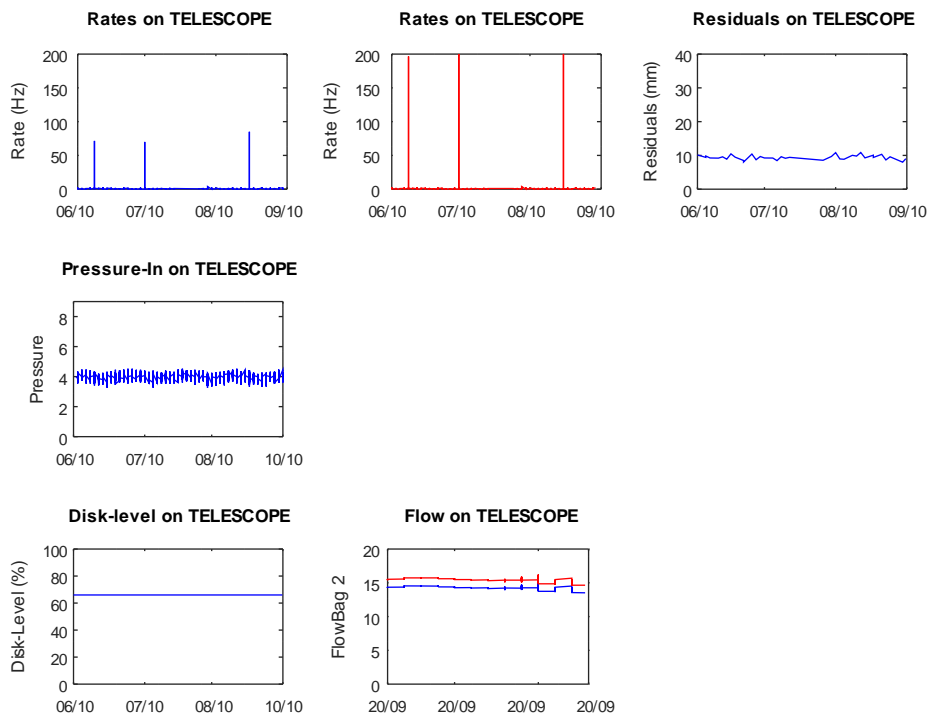 Rates on TELESCOPE
Rate (Hz)
200
150
100
50
0
06/10 07/10 08/10 09/10
Rates on TELESCOPE
Rate (Hz)
200
150
100
50
0
06/10 07/10 08/10 09/10
Residuals on TELESCOPE
Residuals (mm)
40
30
20
10
0
06/10 07/10 08/10 09/10
Pressure-In on TELESCOPE
Pressure
8
6
4
2
0
06/10 07/10 08/10 10/10
Disk-level on TELESCOPE
Disk-Level (%)
100
80
60
40
20
0
06/10 07/10 08/10 10/10
Flow on TELESCOPE
FlowBag 2
20
15
10
5
0
20/09 20/09 20/09 20/09